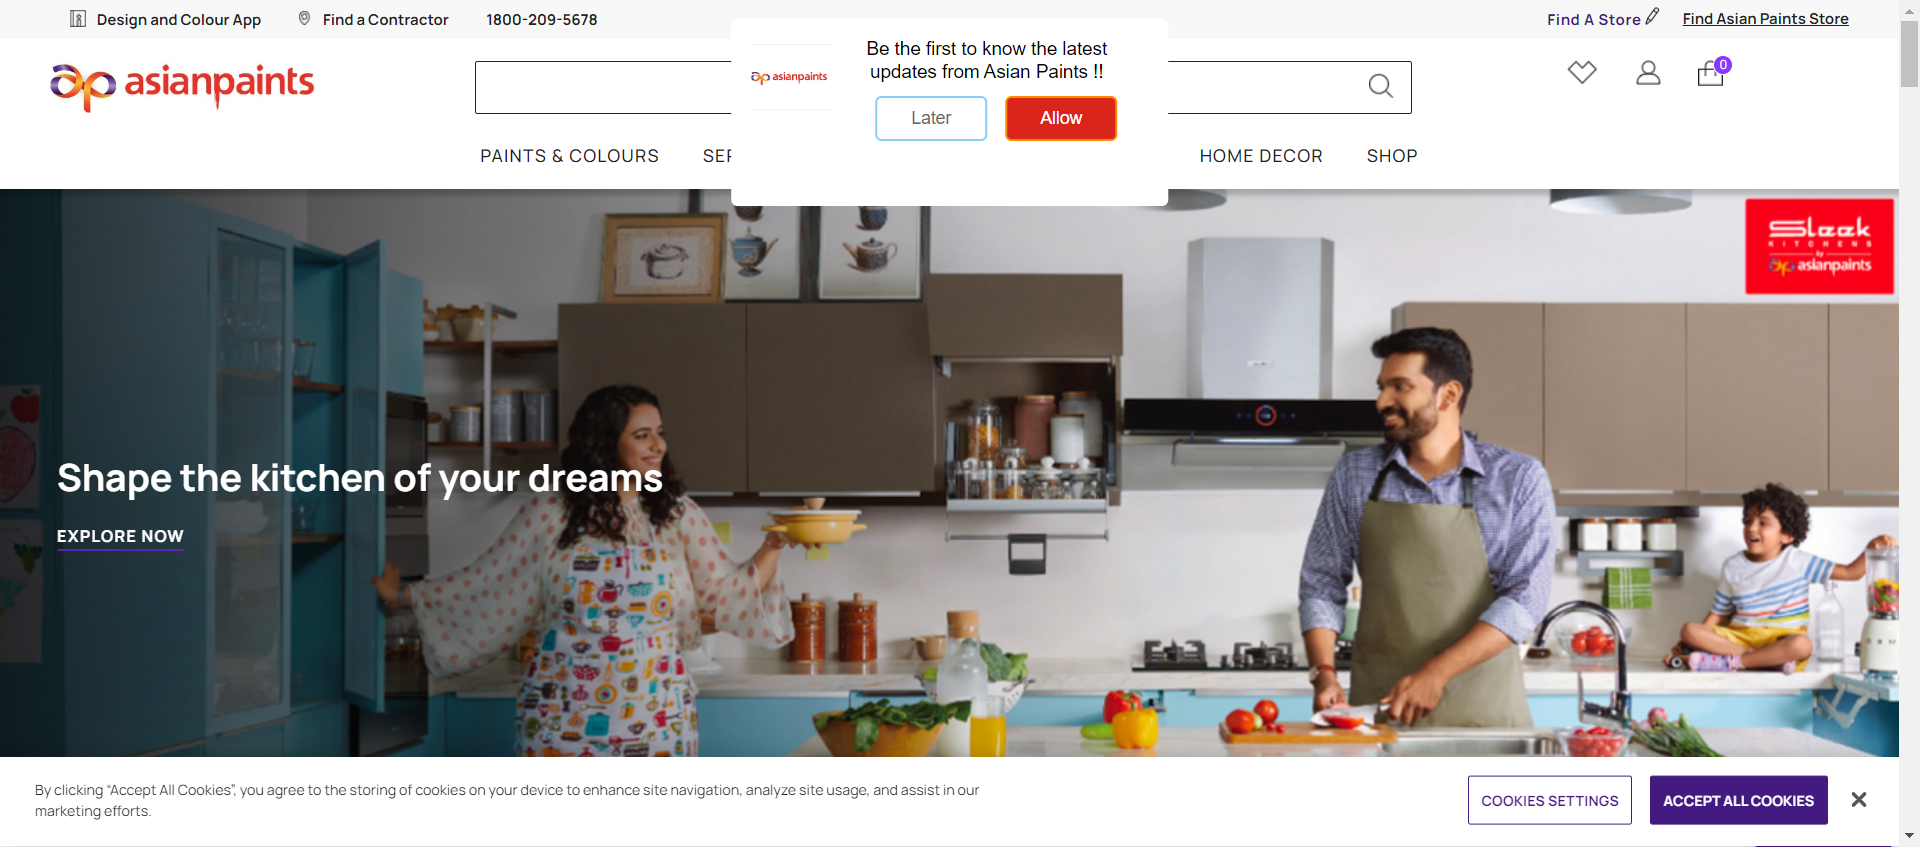 Design and Colour App
Find a Contractor
1800-209-5678
Find A Store
Find Asian Paints Store
asianpaints
0
asianpaints
Be the first to know the latest
updates from Asian Paints !!
Later
Allow
PAINTS & COLOURS
HOME DECOR
SHOP
Sleek
KITCHENS
by
asianpaints
Shape the kitchen of your dreams
EXPLORE NOW
By clicking “Accept All Cookies”, you agree to the storing of cookies on your device to enhance site navigation, analyze site usage, and assist in our
marketing efforts.
COOKIES SETTINGS
ACCEPT ALL COOKIES